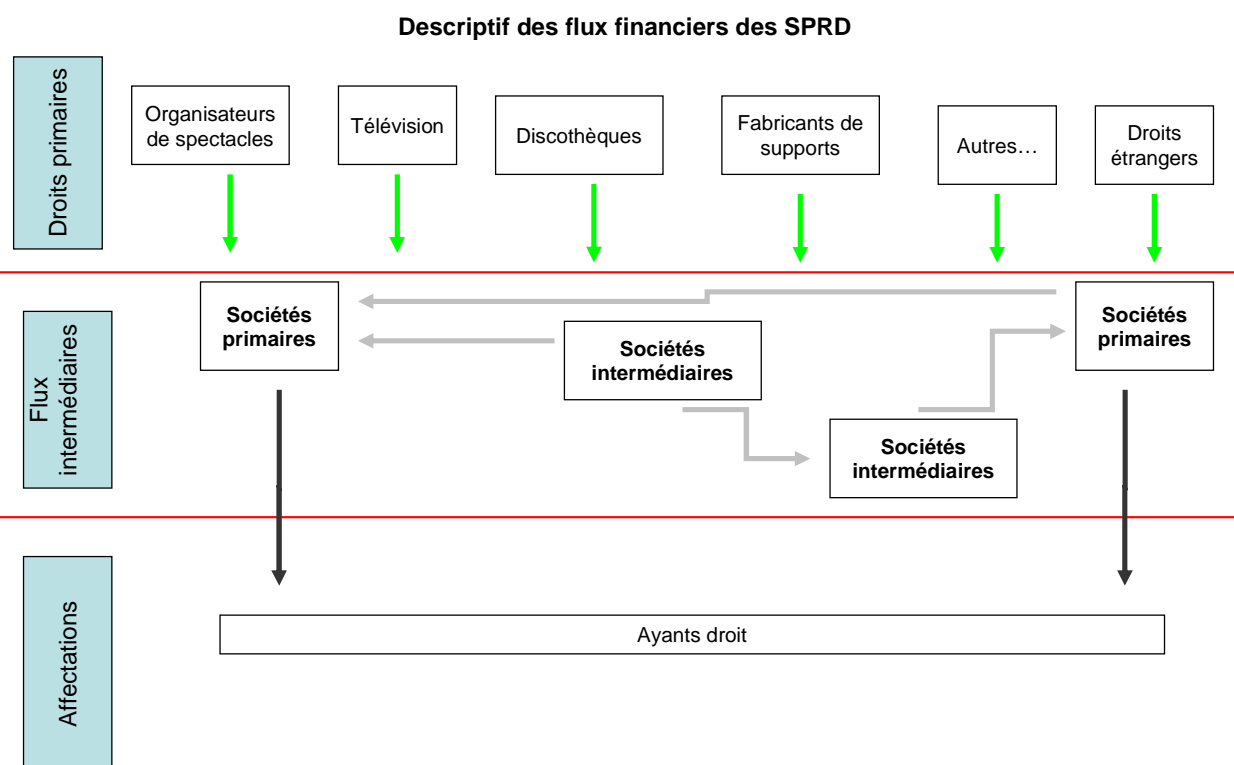 Descriptif des flux financiers des SPRD
Droits primaires
Organisateurs
de spectacles
Télévision
Discothèques
Fabricants de
supports
Autres…
Droits
étrangers
Flux
intermédiaires
Sociétés
primaires
Sociétés
intermédiaires
Sociétés
intermédiaires
Sociétés
primaires
Affectations
Ayants droit